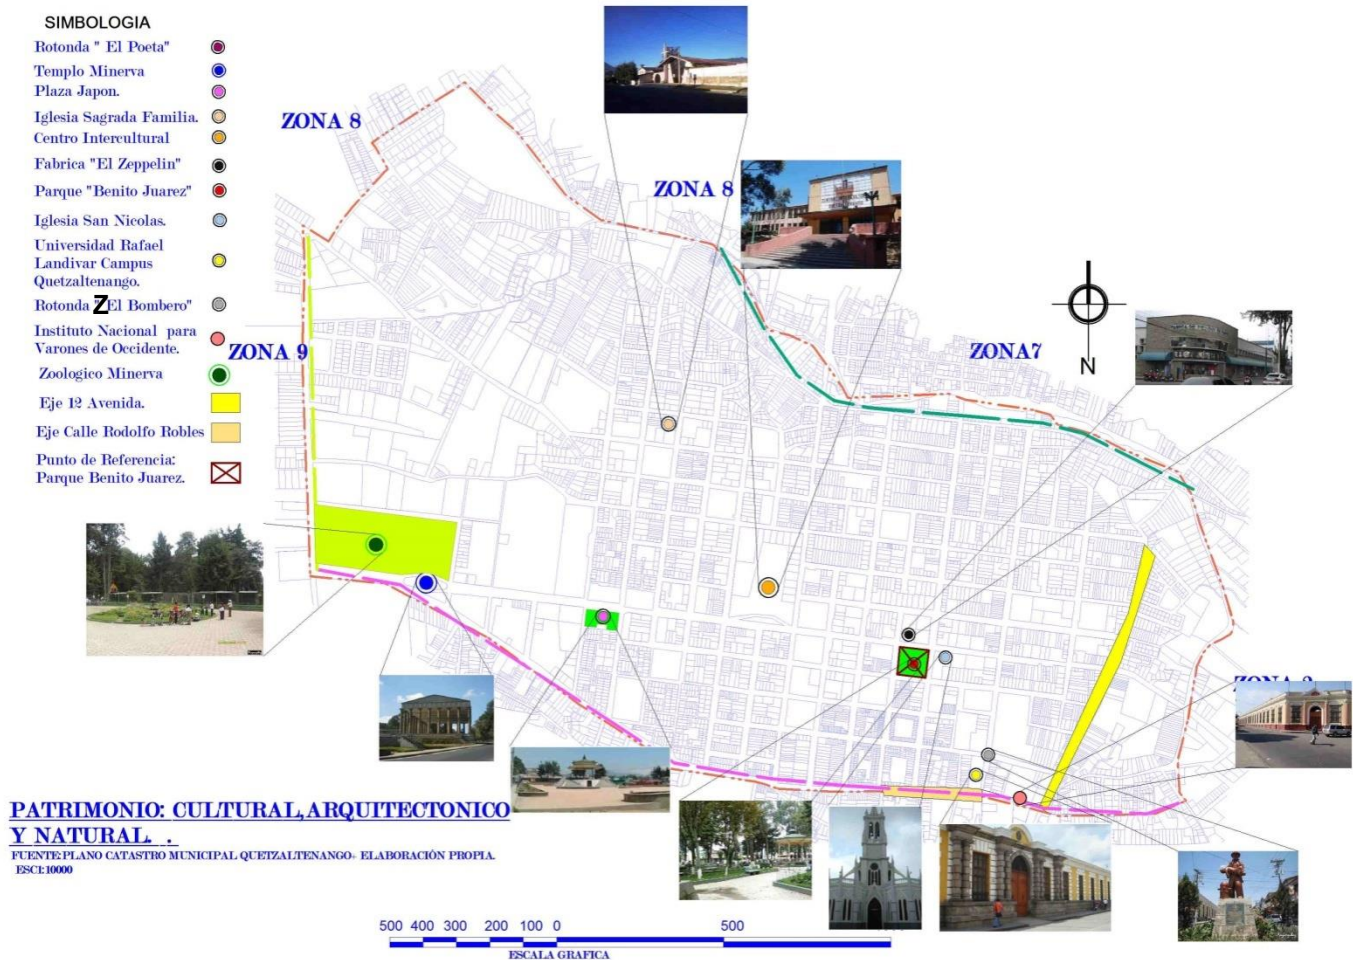 SIMBOLOGIA
Rotonda " El Poeta"
Templo Minerva
Plaza Japon.
Iglesia Sagrada Familia.
Centro Intercultural
Fabrica "El Zeppelin"
Parque "Benito Juarez"
Iglesia San Nicolas.
Universidad Rafael
Landivar Campus
Quetzaltenango.
Rotonda "El Bombero"
Z
Instituto Nacional para
Varones de Occidente.
Zoologico Minerva
Eje 12 Avenida.
Eje Calle Rodolfo Robles
Punto de Referencia:
Parque Benito Juarez.
ZONA 8
ZONA 8
ZONA 9
ZONA7
N
PATRIMONIO: CULTURAL, ARQUITECTONICO
Y NATURAL. .
FUENTE:PLANO CATASTRO MUNICIPAL QUETZALTENANGO+ ELABORACIÓN PROPIA.
ESC1:10000
500 400 300 200 100 0 500
ESCALA GRAFICA